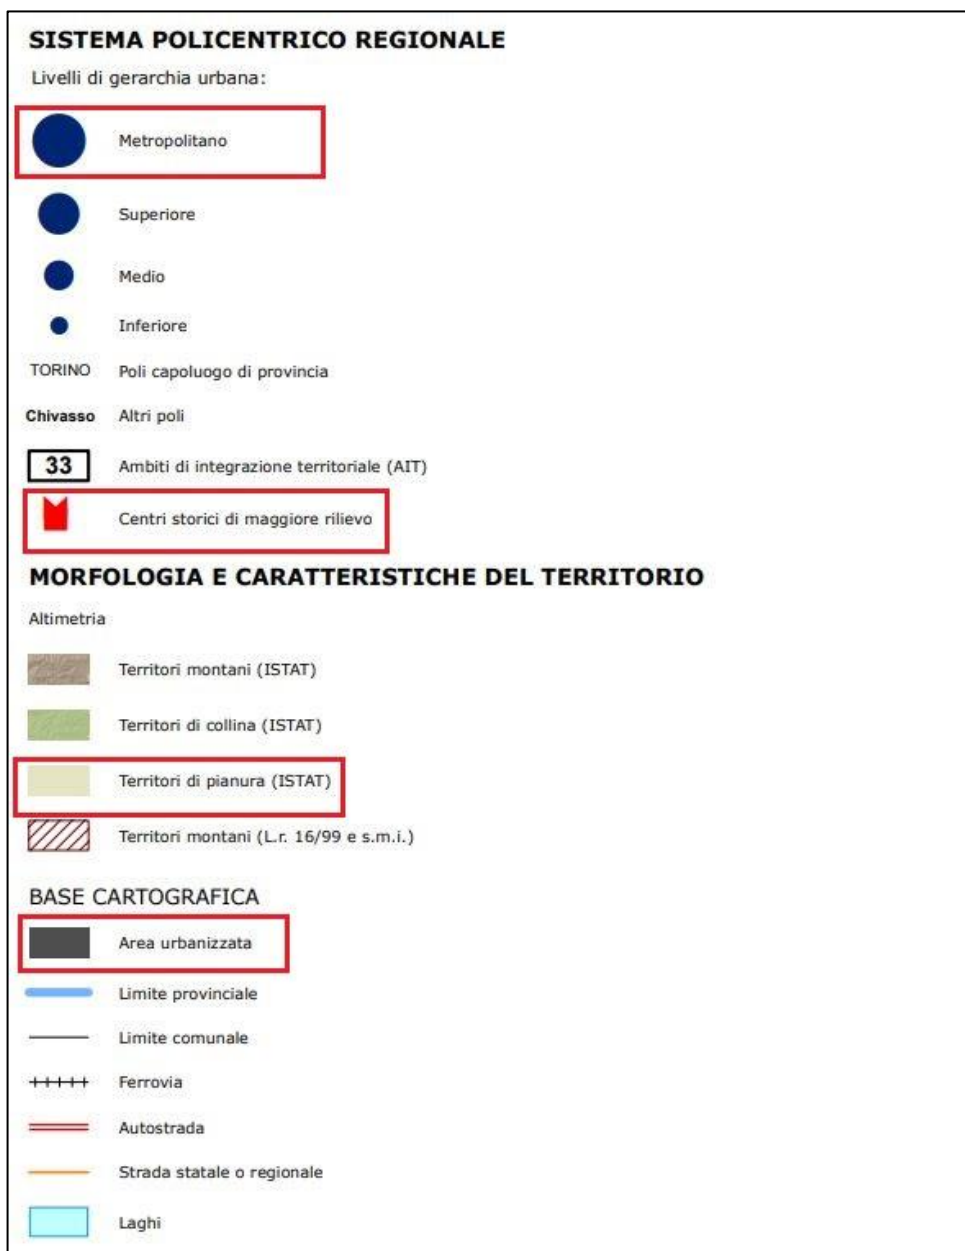 SISTEMA POLICENTRICO REGIONALE
Livelli di gerarchia urbana:
Metropolitano
Superiore
Medio
Inferiore
TORINO Poli capoluogo di provincia
Chivasso Altri poli
33 Ambiti di integrazione territoriale (AIT)
Centri storici di maggiore rilievo
MORFOLOGIA E CARATTERISTICHE DEL TERRITORIO
Altimetria
Territori montani (ISTAT)
Territori di collina (ISTAT)
Territori di pianura (ISTAT)
Territori montani (L.r. 16/99 e s.m.i.)
BASE CARTOGRAFICA
Area urbanizzata
Limite provinciale
Limite comunale
Ferrovia
Autostrada
Strada statale o regionale
Laghi